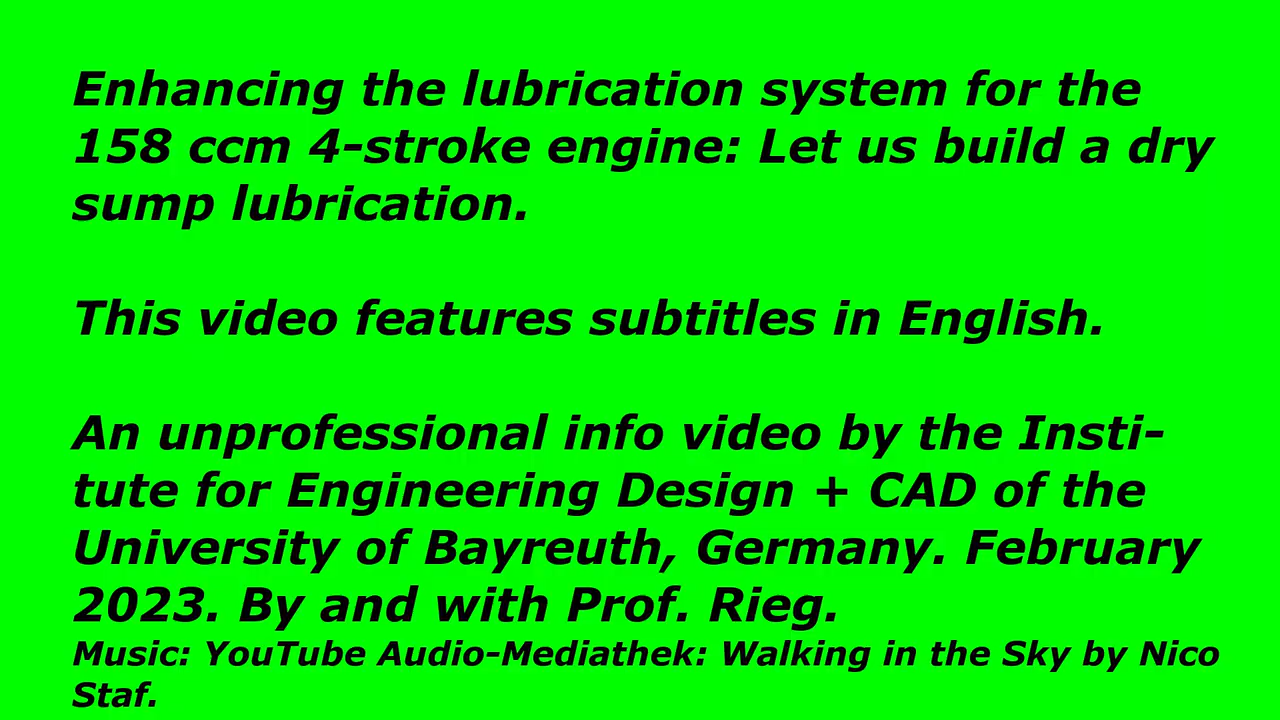 Enhancing the lubrication system for the
158 ccm 4-stroke engine: Let us build a dry
sump lubrication.
This video features subtitles in English.
An unprofessional info video by the Insti-
tute for Engineering Design + CAD of the
University of Bayreuth, Germany. February
2023. By and with Prof. Rieg.
Music: YouTube Audio-Mediathek: Walking in the Sky by Nico
Staf.